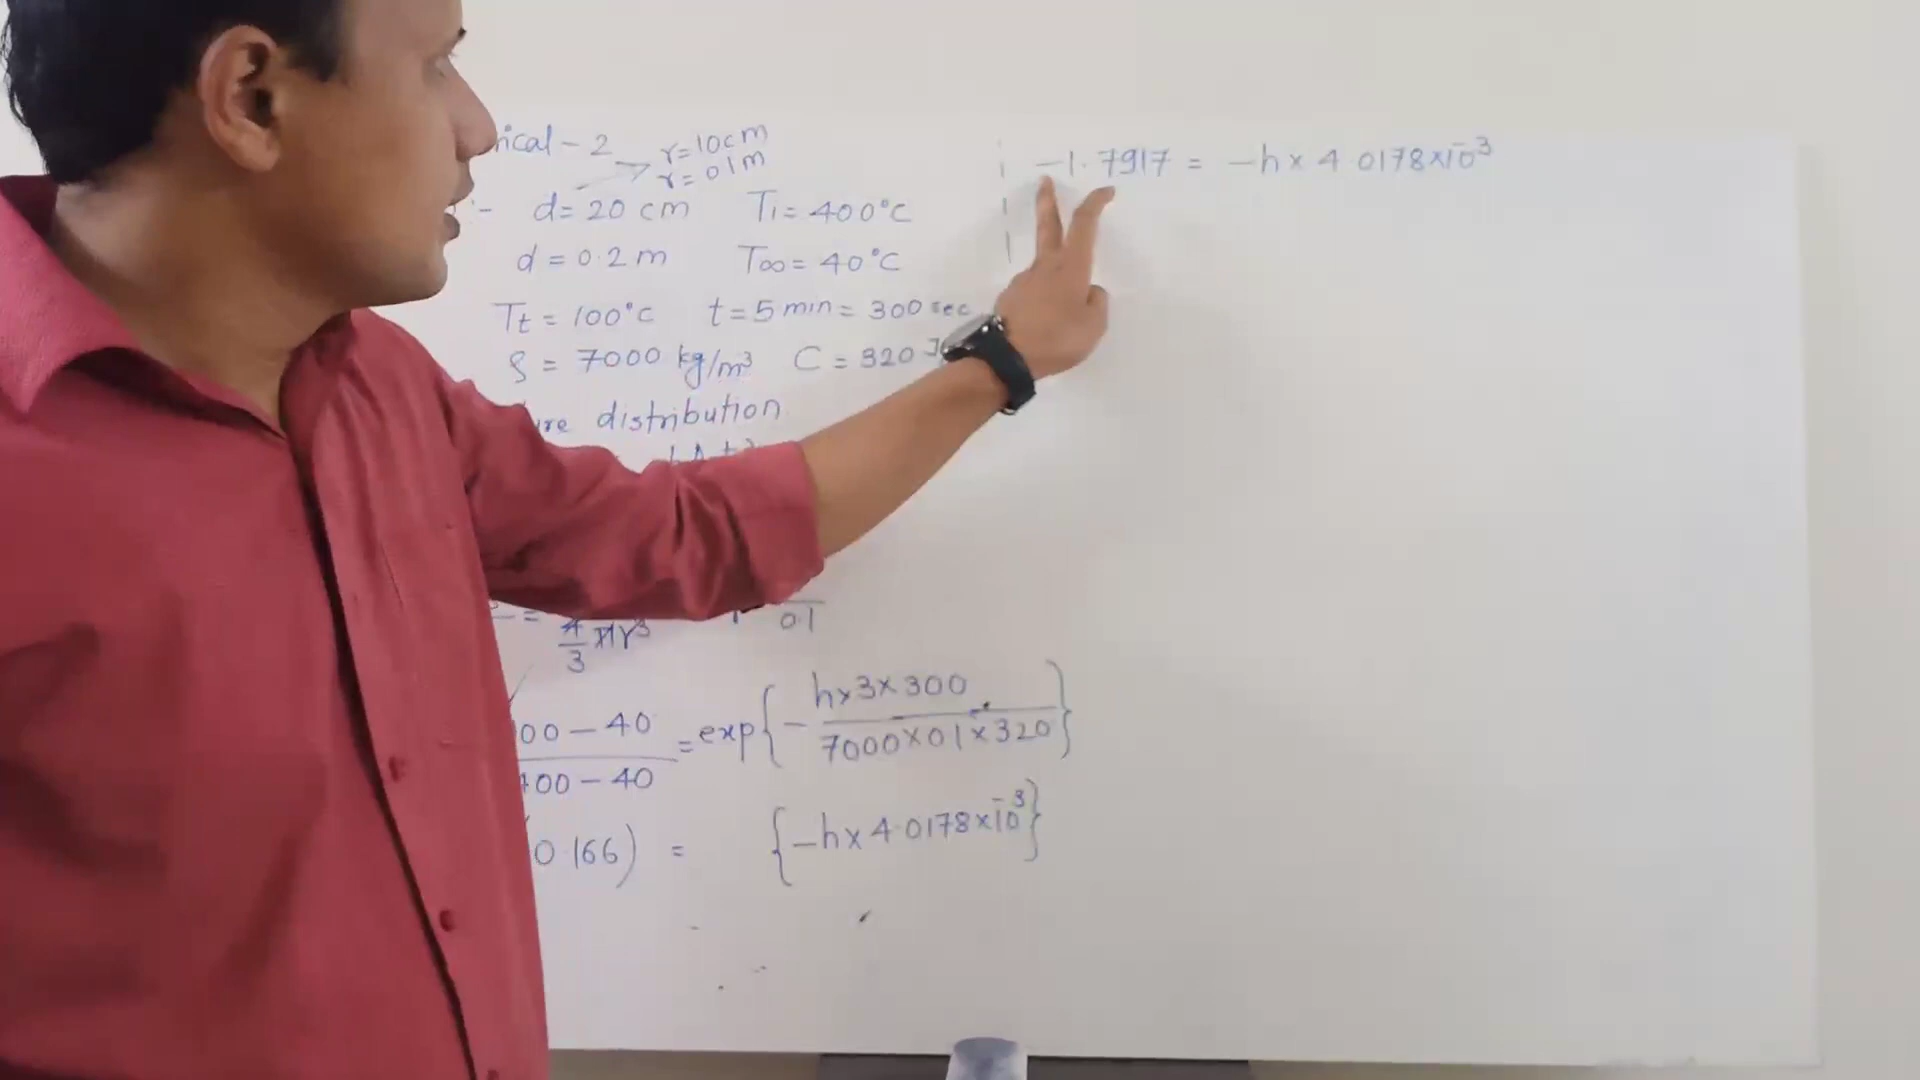 ical - 2
r = 10 cm
r = 0.1 m
:- d = 20 cm T₁ = 400°C
d = 0.2 m T∞ = 40°C
Tt = 100°C t = 5 min = 300 sec
ρ = 7000 kg/m³ C = 320 J
ure distribution
= 4/3 πr³ 0.1
00 - 40 / 400 - 40 = exp{ - h×3×300 / 7000×0.1×320 }
0.166) = {-h× 4.0178×10⁻³}
-1.7917 = -h× 4.0178×10⁻³